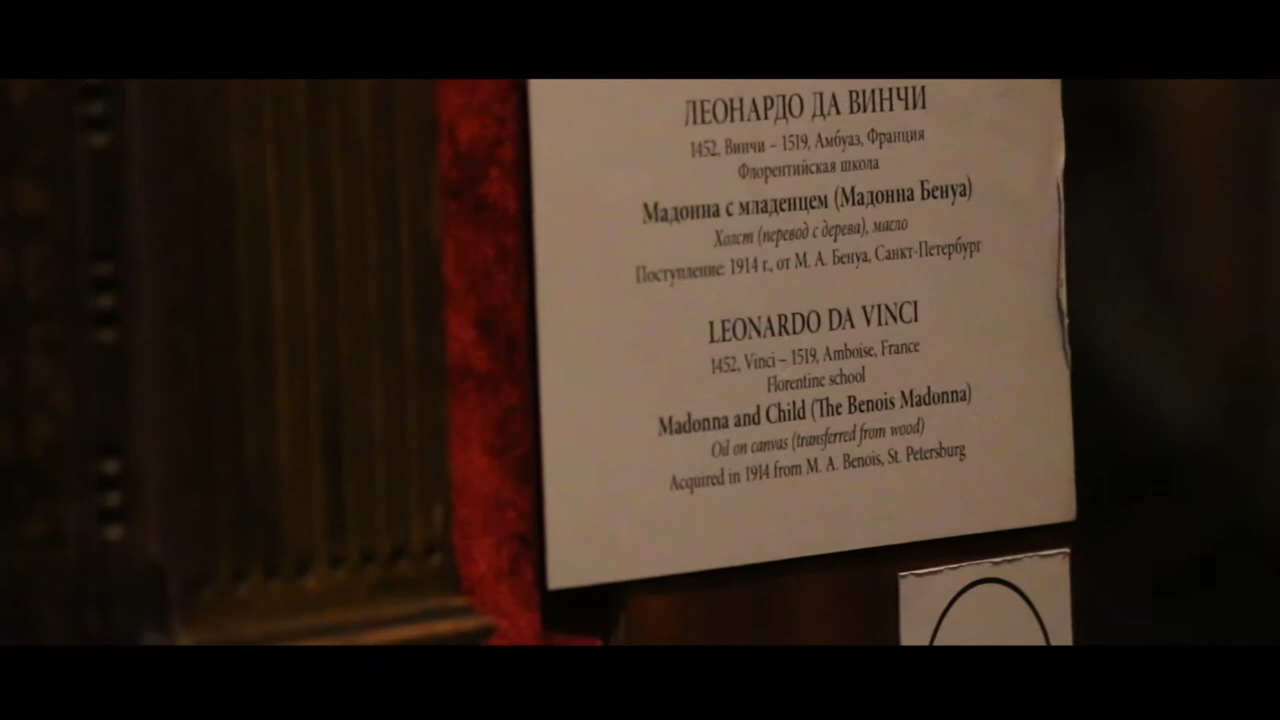 ЛЕОНАРДО ДА ВИНЧИ
1452, Винчи – 1519, Амбуаз, Франция
Флорентийская школа
Мадонна с младенцем (Мадонна Бенуа)
Холст (перевод с дерева), масло
Поступление: 1914 г., от М. А. Бенуа, Санкт-Петербург
LEONARDO DA VINCI
1452, Vinci – 1519, Amboise, France
Florentine school
Madonna and Child (The Benois Madonna)
Oil on canvas (transferred from wood)
Acquired in 1914 from M. A. Benois, St. Petersburg